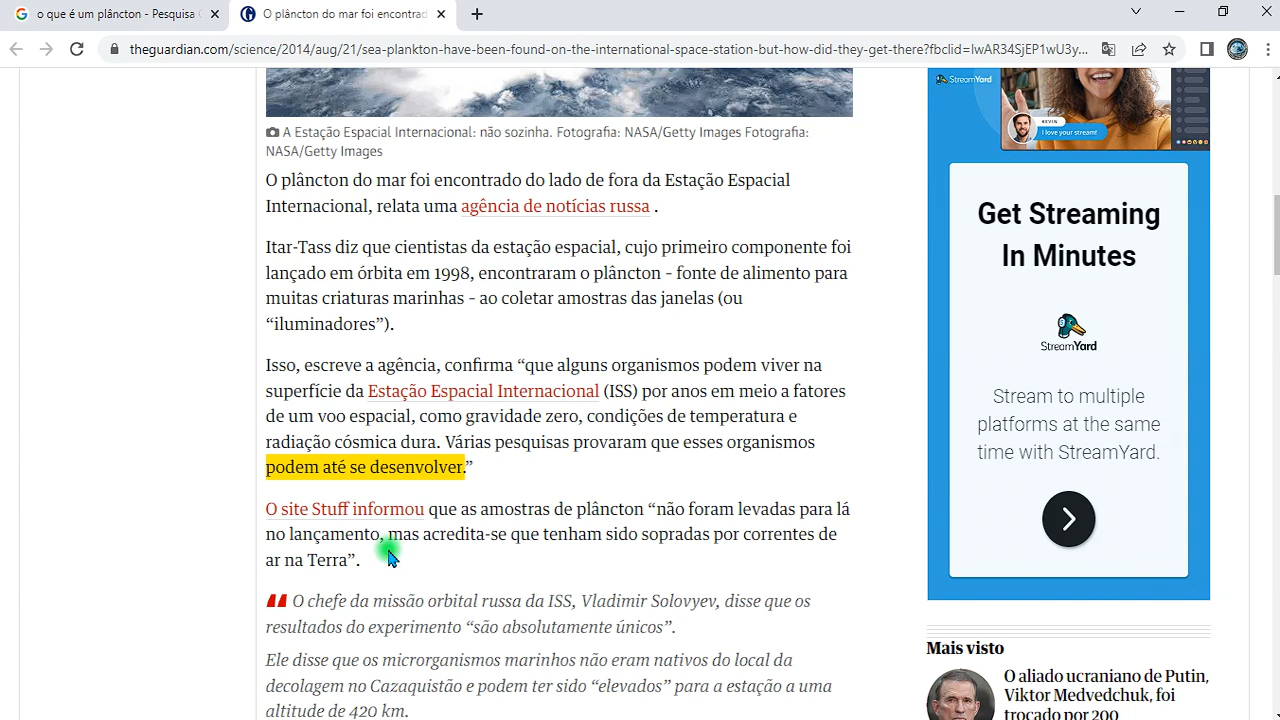 o que é um plâncton - Pesquisa
O plâncton do mar foi encontrad
theguardian.com/science/2014/aug/21/sea-plankton-have-been-found-on-the-international-space-station-but-how-did-they-get-there?fbclid=IwAR34SjEP1wU3y...
A Estação Espacial Internacional: não sozinha. Fotografia: NASA/Getty Images Fotografia:
NASA/Getty Images
O plâncton do mar foi encontrado do lado de fora da Estação Espacial
Internacional, relata uma agência de notícias russa .
Itar-Tass diz que cientistas da estação espacial, cujo primeiro componente foi
lançado em órbita em 1998, encontraram o plâncton – fonte de alimento para
muitas criaturas marinhas – ao coletar amostras das janelas (ou
“iluminadores”).
Isso, escreve a agência, confirma “que alguns organismos podem viver na
superfície da Estação Espacial Internacional (ISS) por anos em meio a fatores
de um voo espacial, como gravidade zero, condições de temperatura e
radiação cósmica dura. Várias pesquisas provaram que esses organismos
podem até se desenvolver.”
O site Stuff informou que as amostras de plâncton “não foram levadas para lá
no lançamento, mas acredita-se que tenham sido sopradas por correntes de
ar na Terra”.
O chefe da missão orbital russa da ISS, Vladimir Solovyev, disse que os
resultados do experimento “são absolutamente únicos”.
Ele disse que os microrganismos marinhos não eram nativos do local da
decolagem no Cazaquistão e podem ter sido “elevados” para a estação a uma
altitude de 420 km.
StreamYard
KEVIN
I love your stream!
Get Streaming
In Minutes
StreamYard
Stream to multiple
platforms at the same
time with StreamYard.
Mais visto
O aliado ucraniano de Putin,
Viktor Medvedchuk, foi
trocado por 200